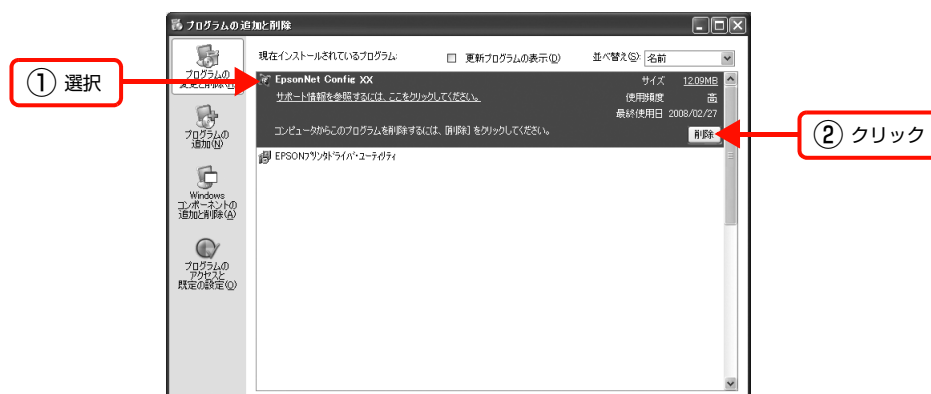 プログラムの追加と削除
現在インストールされているプログラム:
更新プログラムの表示(D)
並べ替え(S):
名前
① 選択
プログラムの
変更と削除(H)
EpsonNet Config XX
サイズ
12.09MB
サポート情報を参照するには、ここをクリックしてください。
使用頻度
高
最終使用日 2008/02/27
コンピュータからこのプログラムを削除するには、[削除] をクリックしてください。
削除
② クリック
EPSONプリンタドライバ・ユーティリティ
プログラムの
追加(N)
Windows
コンポーネントの
追加と削除(A)
プログラムの
アクセスと
既定の設定(O)